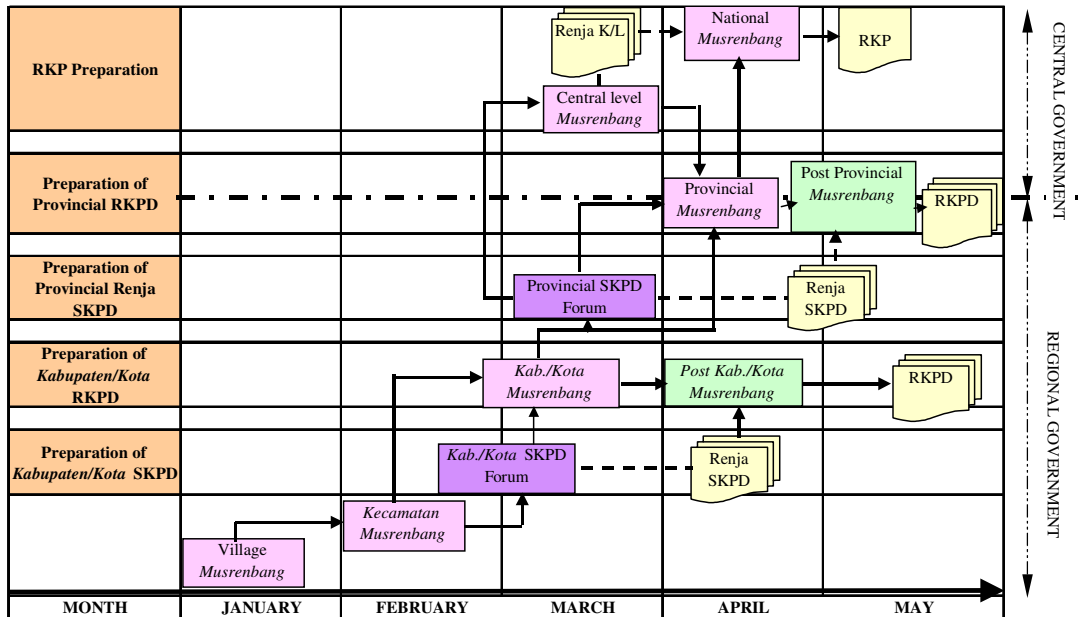 National
Musrenbang
Renja K/L
RKP
RKP Preparation
Central level
Musrenbang
CENTRAL GOVERNMENT
Preparation of
Provincial RKPD
Provincial
Musrenbang
Post Provincial
Musrenbang
RKPD
Preparation of
Provincial Renja
SKPD
Provincial SKPD
Forum
Renja
SKPD
REGIONAL GOVERNMENT
Preparation of
Kabupaten/Kota
RKPD
Kab./Kota
Musrenbang
Post Kab./Kota
Musrenbang
RKPD
Preparation of
Kabupaten/Kota SKPD
Kab./Kota SKPD
Forum
Renja
SKPD
Kecamatan
Musrenbang
Village
Musrenbang
MONTH JANUARY FEBRUARY MARCH APRIL MAY